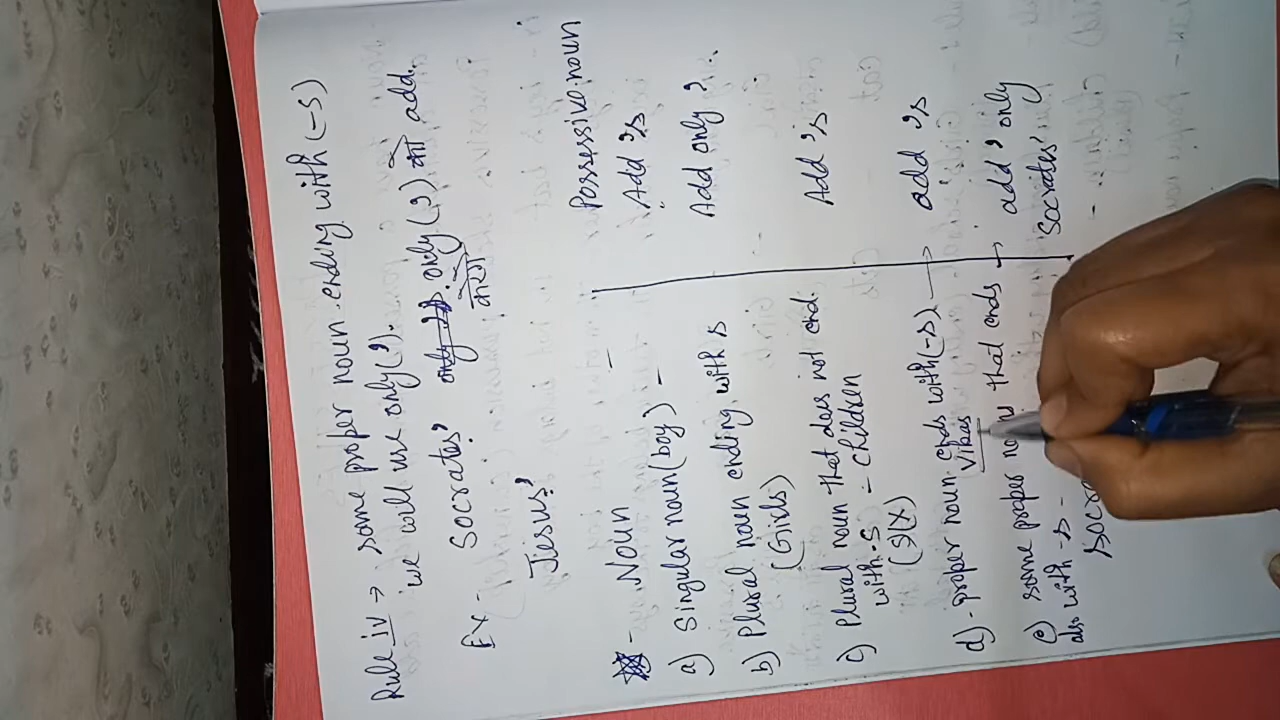 Rule iv → some proper noun ending with (-s)
we will use only (').
Ex - Socrates' only (') का add.
करेंगे
Jesus'
- Noun - Possessive noun
a) Singular noun (boy) - Add 's
b) Plural noun ending with s Add only '
(Girls)
c) Plural noun that does not end. Add 's
with -s - children
(s) (x)
d) - proper noun ends with (-s) → add 's
Vikas
e) some proper noun that ends → add ' only
also with -s - Socrates'